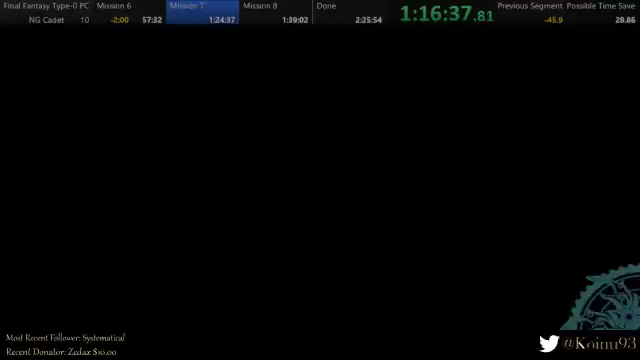 Final Fantasy Type-0 PC Mission 6 Mission 7 Mission 8 Done 1:16:37.81 Previous Segment Possible Time Save
NG Cadet 10 -2:00 57:32 1:24:37 1:39:02 2:25:54 -45.9 29.86
Most Recent Follower: Systematical
Recent Donator: Zedax $10.00
@Koinu93